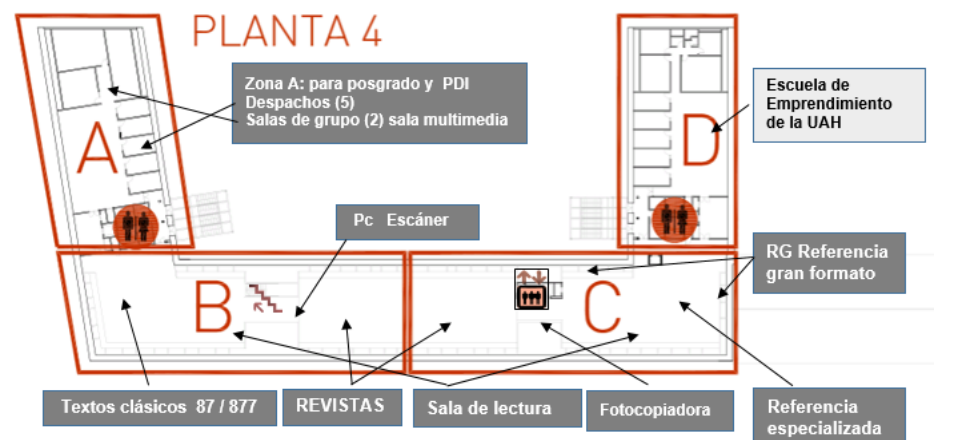 PLANTA 4
Zona A: para posgrado y PDI
Despachos (5)
Salas de grupo (2) sala multimedia
Escuela de
Emprendimiento
de la UAH
A
D
Pc Escáner
RG Referencia
gran formato
B
C
Textos clásicos 87 / 877
REVISTAS
Sala de lectura
Fotocopiadora
Referencia
especializada